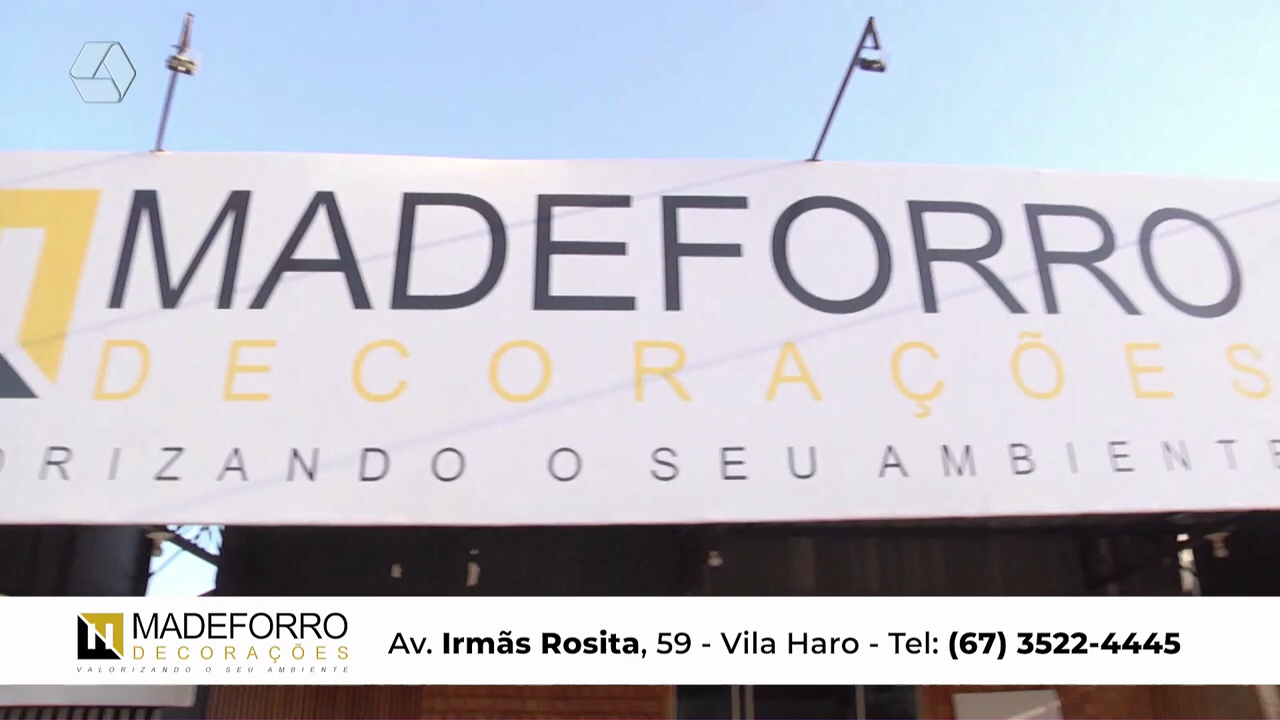 MADEFORRO
DECORAÇÕES
ORIZANDO O SEU AMBIENTE
MADEFORRO
DECORAÇÕES
VALORIZANDO O SEU AMBIENTE
Av. Irmãs Rosita, 59 - Vila Haro - Tel: (67) 3522-4445